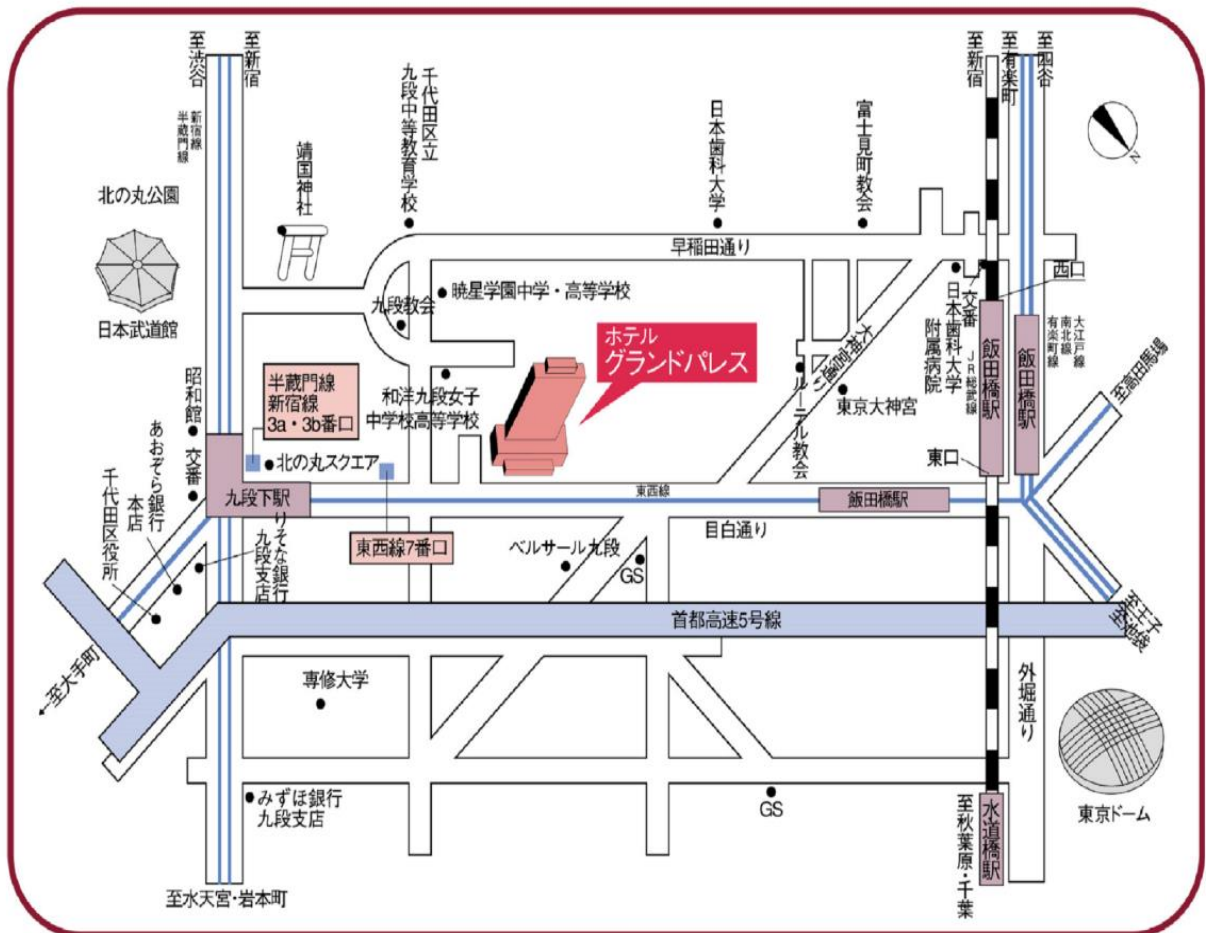 至渋谷
至新宿
新宿線
半蔵門線
北の丸公園
日本武道館
靖国神社
千代田区立
九段中等教育学校
日本歯科大学
富士見町教会
至新宿
至有楽町
至四谷
N
早稲田通り
西口
交番
日本歯科大学
附属病院
JR総武線
飯田橋駅
飯田橋駅
大江戸線
南北線
有楽町線
至高田馬場
九段教会
暁星学園中学・高等学校
ホテル
グランドパレス
大神宮通り
ルーテル教会
東京大神宮
東口
昭和館
交番
あおぞら銀行
本店
千代田区役所
半蔵門線
新宿線
3a・3b番口
和洋九段女子
中学校高等学校
北の丸スクエア
九段下駅
東西線
飯田橋駅
目白通り
りそな銀行
九段支店
東西線7番口
ベルサール九段
GS
首都高速5号線
至王子
至池袋
至大手町
専修大学
外堀通り
東京ドーム
みずほ銀行
九段支店
GS
水道橋駅
至秋葉原・千葉
至水天宮・岩本町